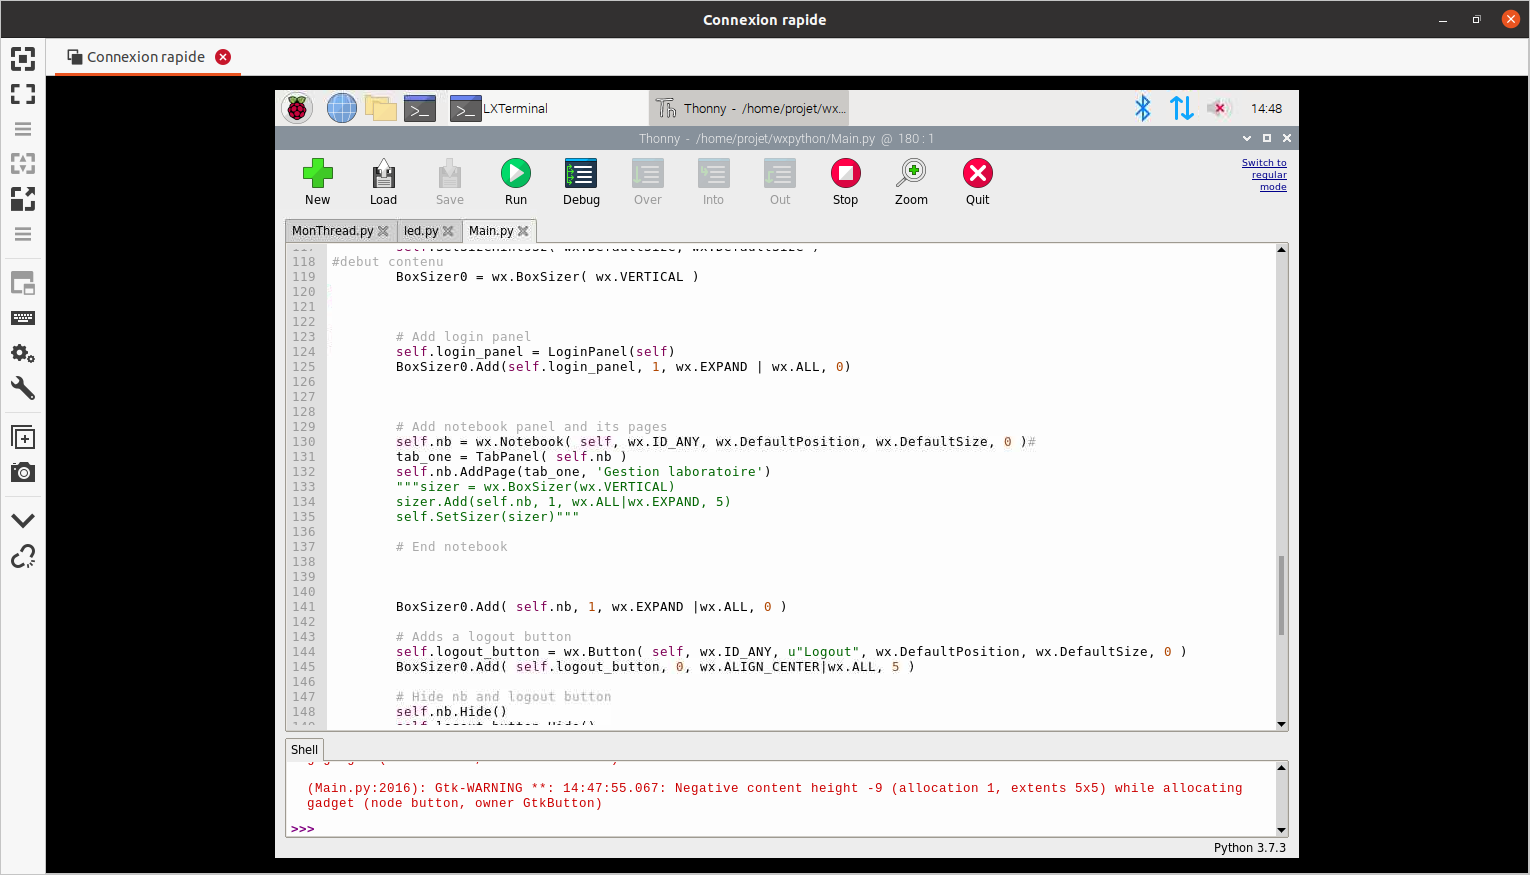 Connexion rapide
Connexion rapide
LXTerminal
Thonny - /home/projet/wx...
14:48
Thonny - /home/projet/wxpython/Main.py @ 180 : 1
New
Load
Save
Run
Debug
Over
Into
Out
Stop
Zoom
Quit
Switch to
regular
mode
MonThread.py
led.py
Main.py
118 #debut contenu
119 BoxSizer0 = wx.BoxSizer( wx.VERTICAL )
120
121
122
123 # Add login panel
124 self.login_panel = LoginPanel(self)
125 BoxSizer0.Add(self.login_panel, 1, wx.EXPAND | wx.ALL, 0)
126
127
128
129 # Add notebook panel and its pages
130 self.nb = wx.Notebook( self, wx.ID_ANY, wx.DefaultPosition, wx.DefaultSize, 0 )#
131 tab_one = TabPanel( self.nb )
132 self.nb.AddPage(tab_one, 'Gestion laboratoire')
133 """sizer = wx.BoxSizer(wx.VERTICAL)
134 sizer.Add(self.nb, 1, wx.ALL|wx.EXPAND, 5)
135 self.SetSizer(sizer)"""
136
137 # End notebook
138
139
140
141 BoxSizer0.Add( self.nb, 1, wx.EXPAND |wx.ALL, 0 )
142
143 # Adds a logout button
144 self.logout_button = wx.Button( self, wx.ID_ANY, u"Logout", wx.DefaultPosition, wx.DefaultSize, 0 )
145 BoxSizer0.Add( self.logout_button, 0, wx.ALIGN_CENTER|wx.ALL, 5 )
146
147 # Hide nb and logout button
148 self.nb.Hide()
Shell
(Main.py:2016): Gtk-WARNING **: 14:47:55.067: Negative content height -9 (allocation 1, extents 5x5) while allocating
gadget (node button, owner GtkButton)
>>>
Python 3.7.3